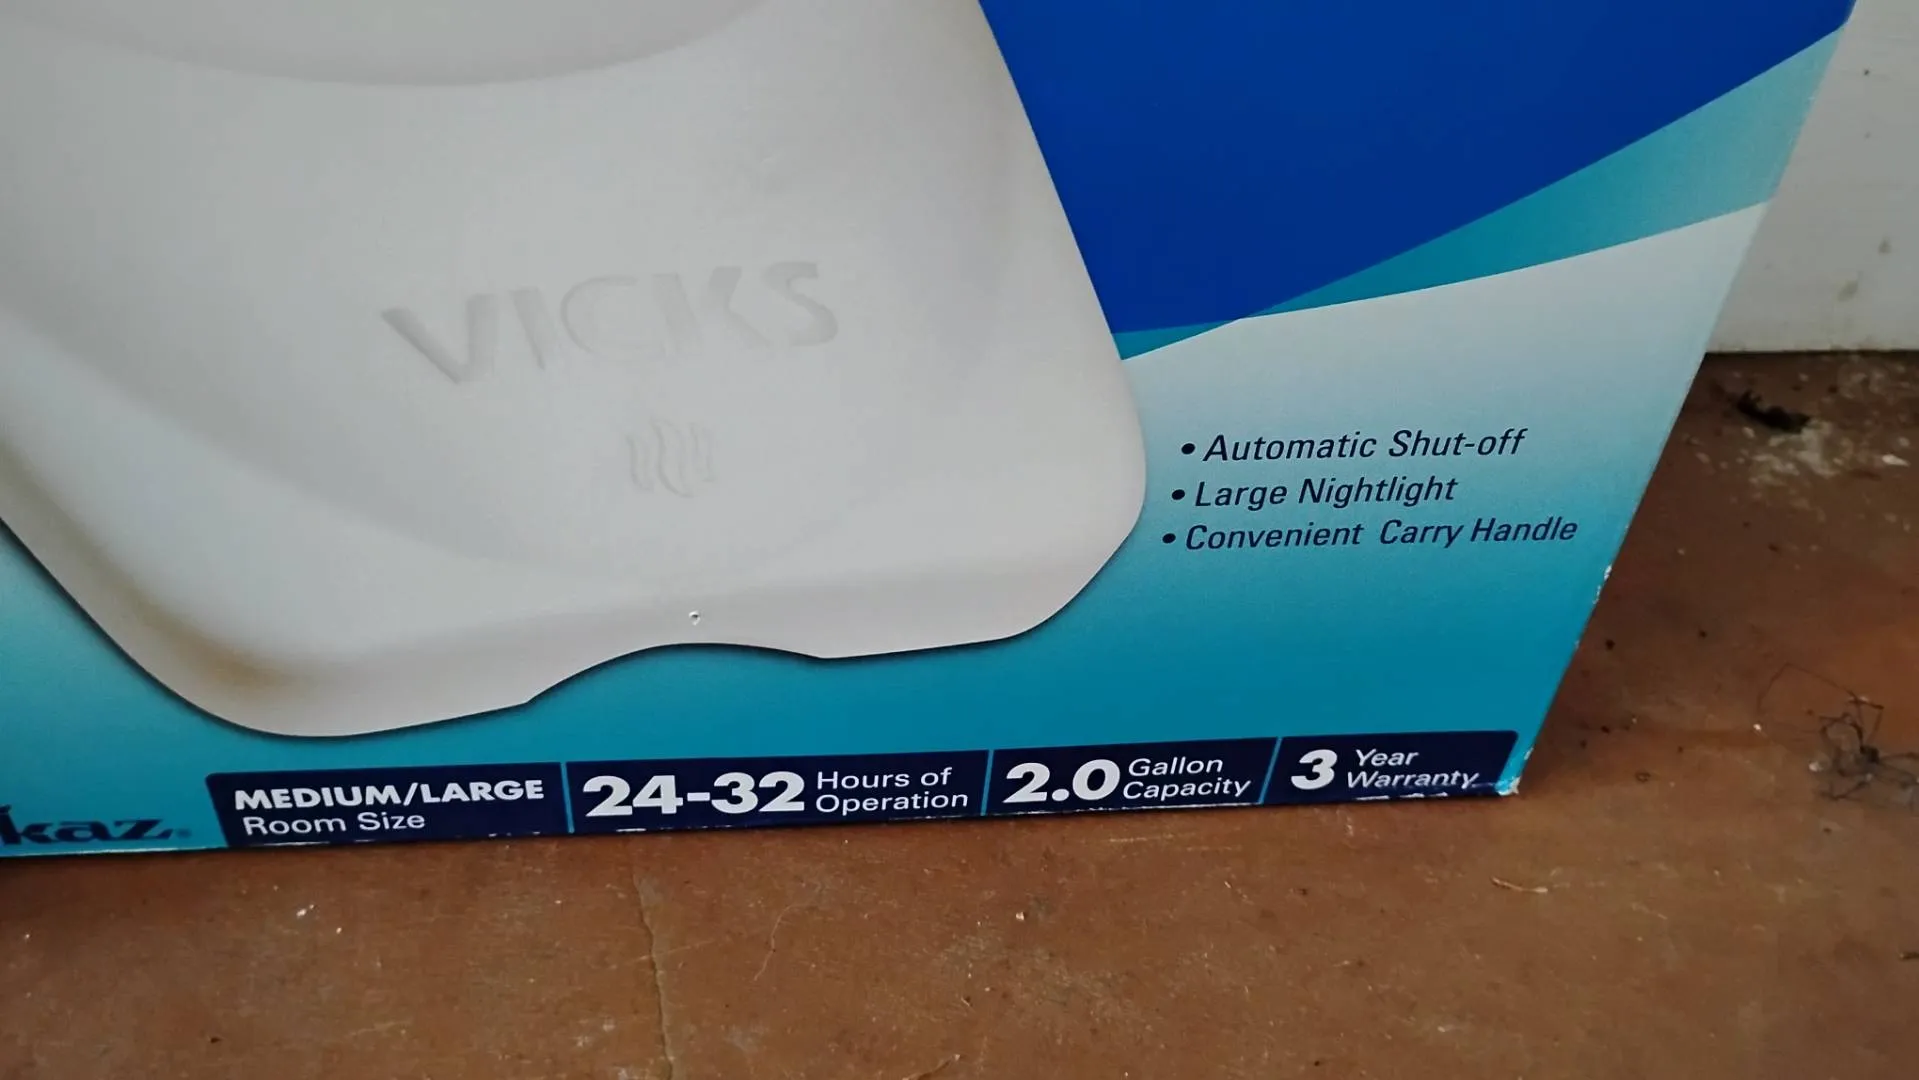 VICKS
• Automatic Shut-off
• Large Nightlight
• Convenient Carry Handle
kaz
MEDIUM/LARGE
Room Size
24-32 Hours of
Operation
2.0 Gallon
Capacity
3 Year
Warranty